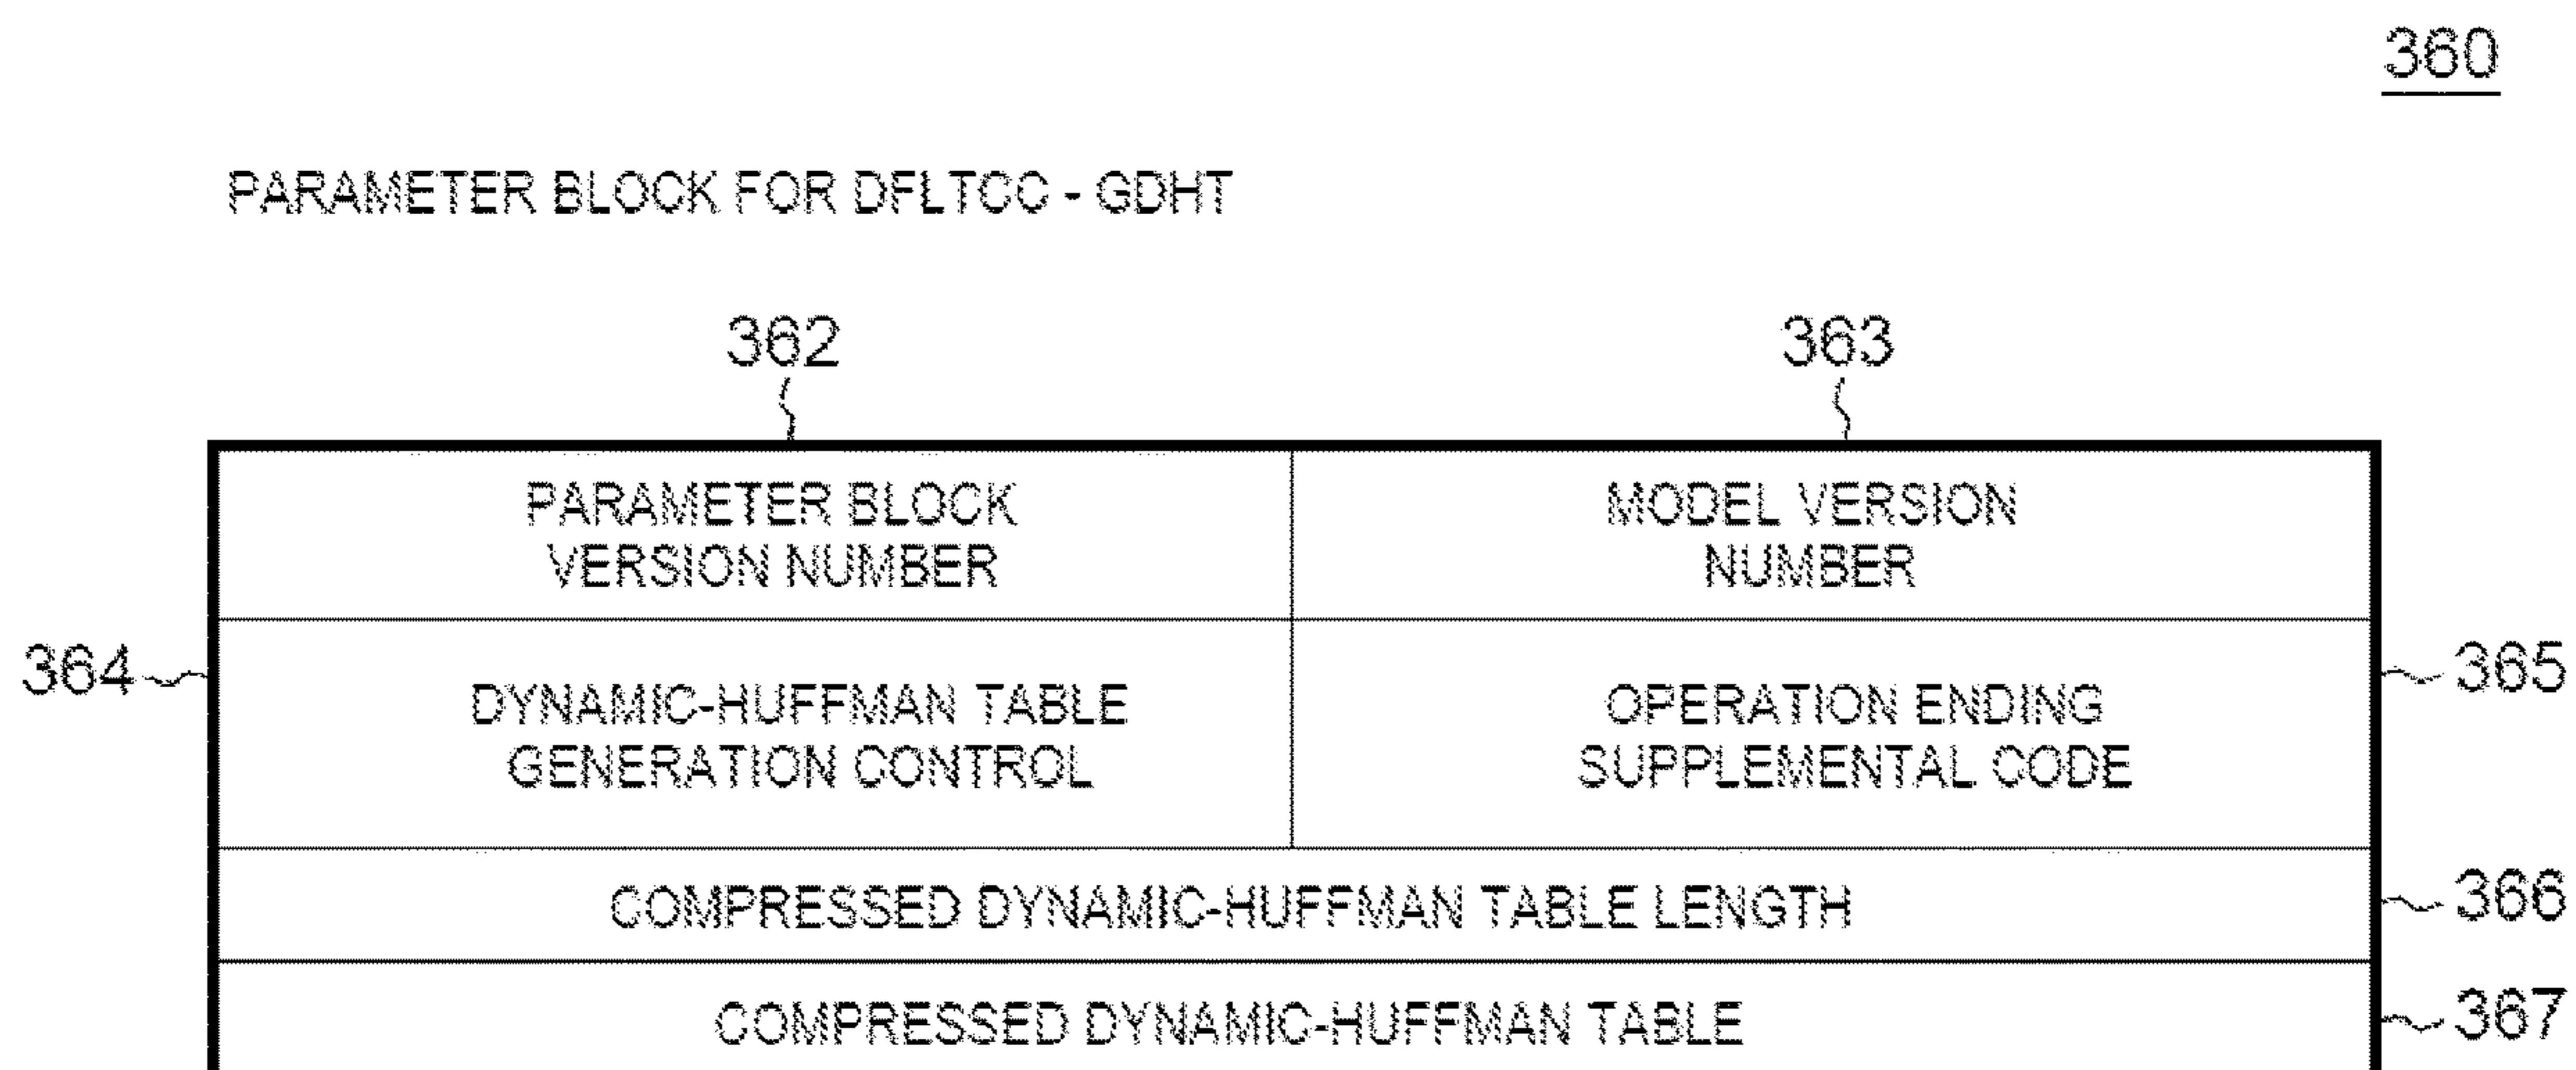 360
PARAMETER BLOCK FOR DFLTCC - GDHT
362
363
PARAMETER BLOCK
VERSION NUMBER
MODEL VERSION
NUMBER
364
DYNAMIC-HUFFMAN TABLE
GENERATION CONTROL
OPERATION ENDING
SUPPLEMENTAL CODE
365
COMPRESSED DYNAMIC-HUFFMAN TABLE LENGTH
366
COMPRESSED DYNAMIC-HUFFMAN TABLE
367